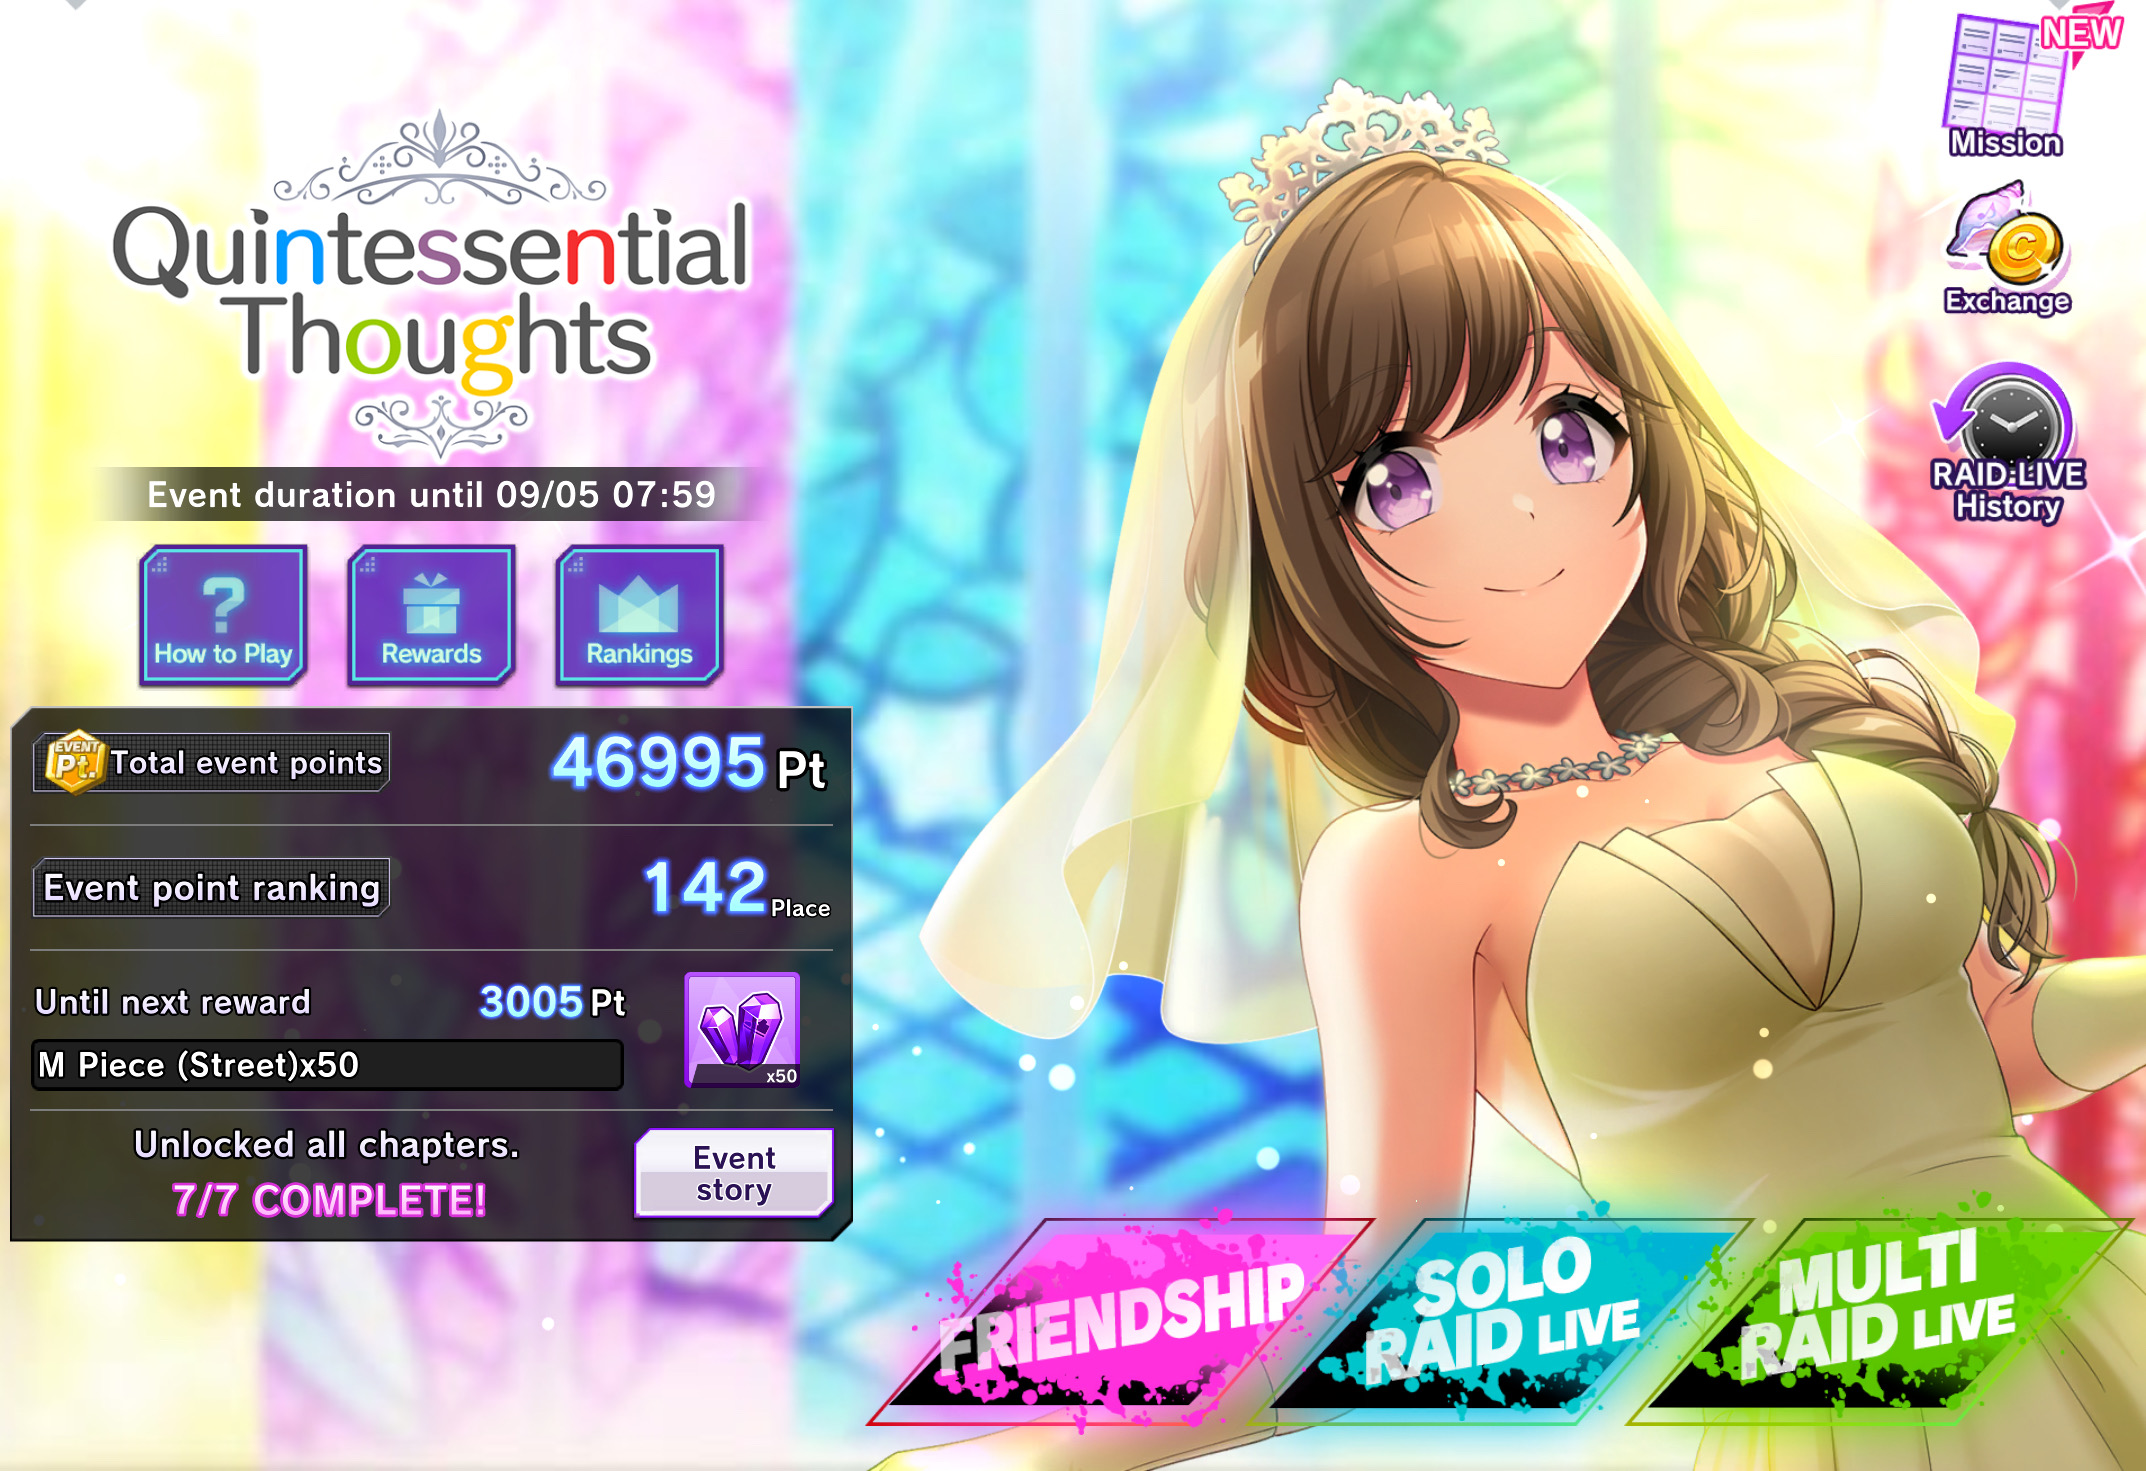 Quintessential
Thoughts
Event duration until 09/05 07:59
?
How to Play
Rewards
Rankings
EVENT
Pt.
Total event points
46995 Pt
Event point ranking
142 Place
Until next reward
3005 Pt
M Piece (Street)x50
x50
Unlocked all chapters.
7/7 COMPLETE!
Event
story
NEW
Mission
C
Exchange
RAID:LIVE
History
FRIENDSHIP
SOLO
RAID LIVE
MULTI
RAID LIVE